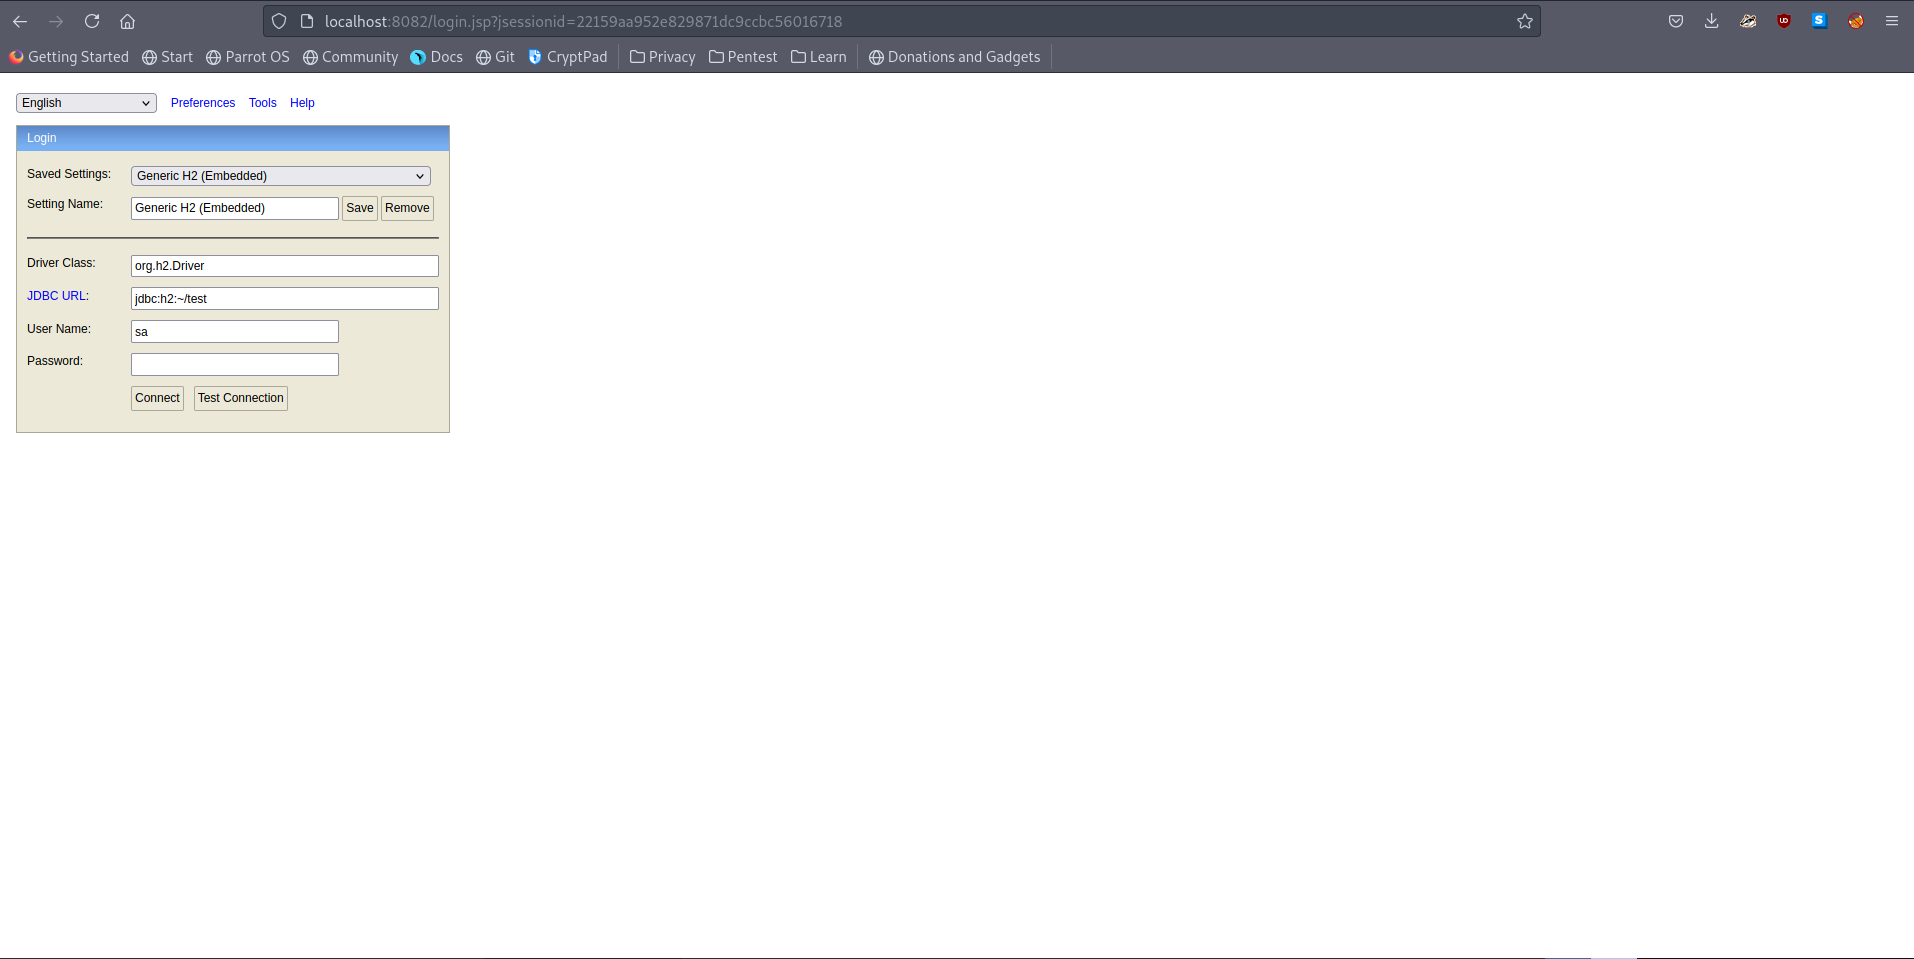 localhost:8082/login.jsp?jsessionid=22159aa952e829871dc9ccbc56016718
Getting Started Start Parrot OS Community Docs Git CryptPad Privacy Pentest Learn Donations and Gadgets
English Preferences Tools Help
Login
Saved Settings: Generic H2 (Embedded)
Setting Name: Generic H2 (Embedded) Save Remove
Driver Class: org.h2.Driver
JDBC URL: jdbc:h2:~/test
User Name: sa
Password:
Connect Test Connection